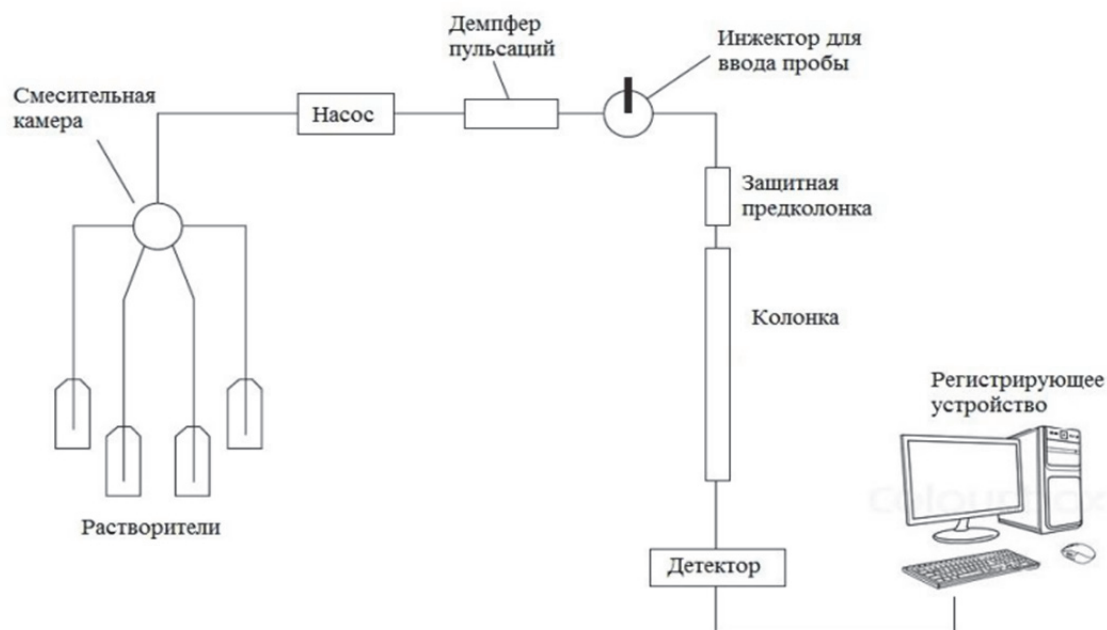 Демпфер
пульсаций
Инжектор для
ввода пробы
Смесительная
камера
Насос
Защитная
предколонка
Колонка
Регистрирующее
устройство
Растворители
Детектор